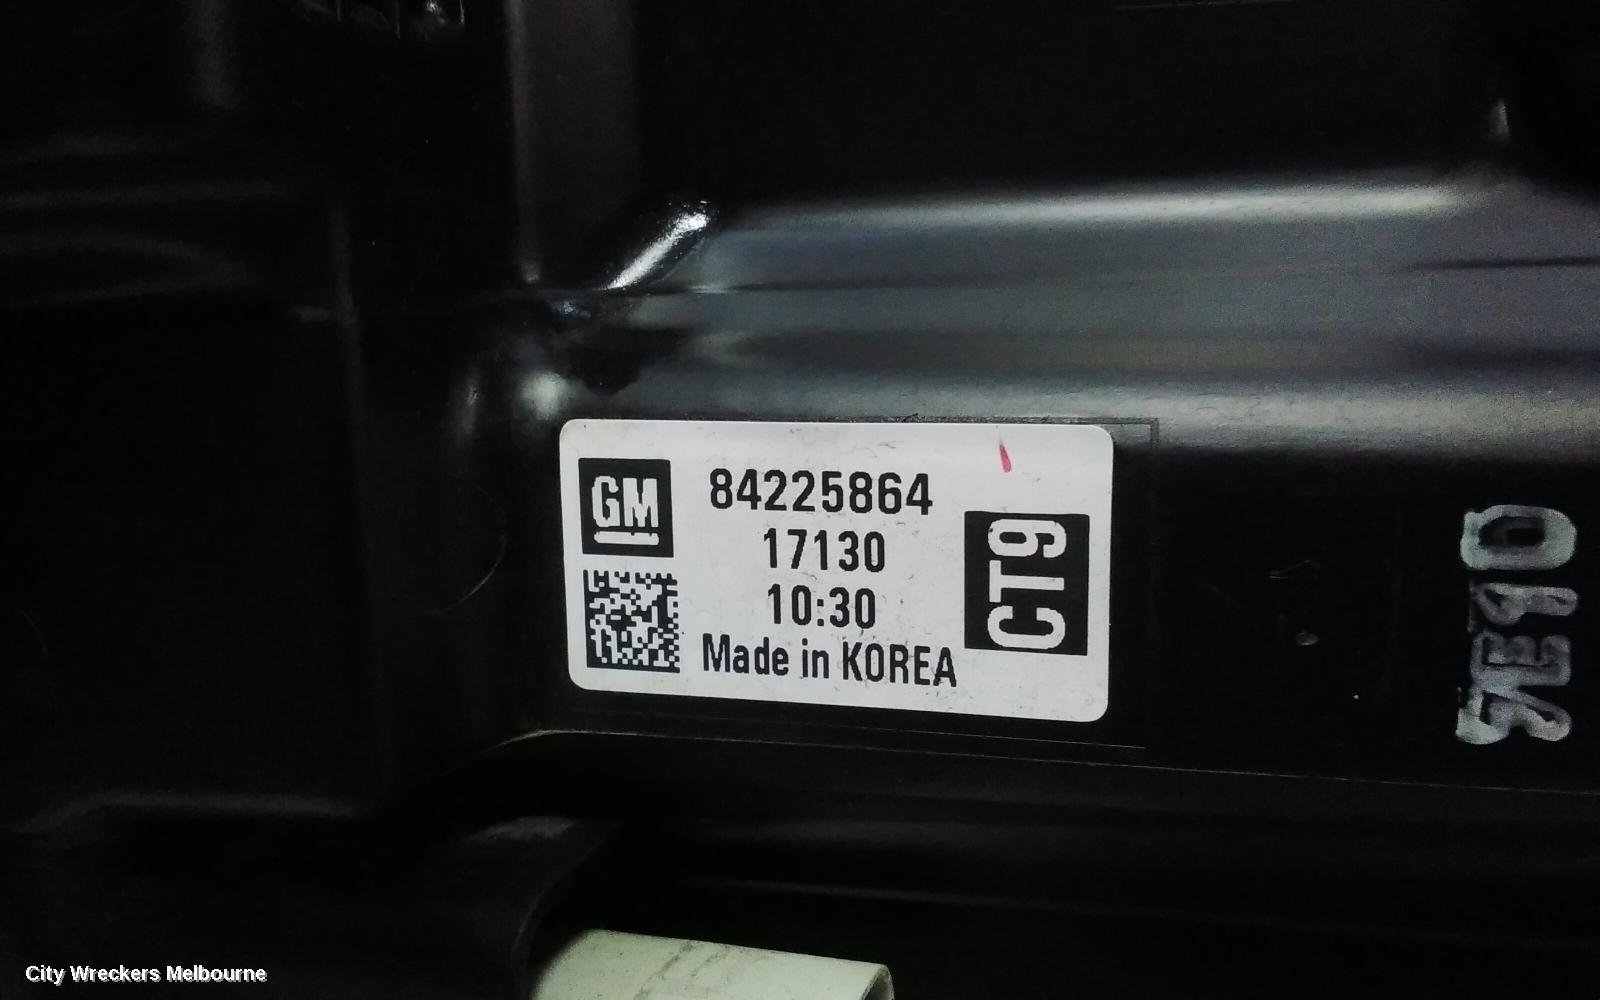 GM
84225864
17130
10:30
Made in KOREA
CT9
City Wreckers Melbourne